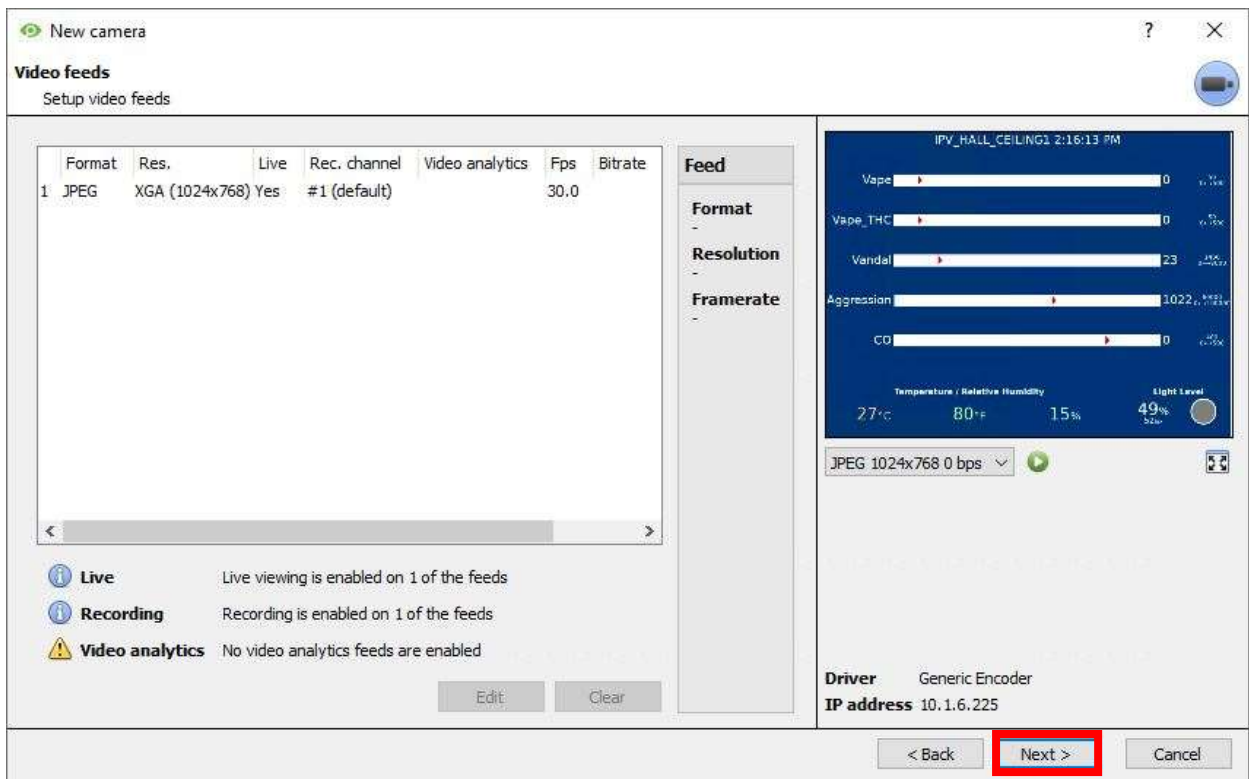 New camera
?
Video feeds
Setup video feeds
Format Res. Live Rec. channel Video analytics Fps Bitrate
1 JPEG XGA (1024x768) Yes #1 (default) 30.0
Feed
Format
-
Resolution
-
Framerate
-
IPV_HALL_CEILING1 2:16:13 PM
Vape 0
Vape_THC 0
Vandal 23
Aggression 1022
CO 0
Temperature / Relative Humidity Light Level
27°C 80°F 15% 49%
JPEG 1024x768 0 bps
Live Live viewing is enabled on 1 of the feeds
Recording Recording is enabled on 1 of the feeds
Video analytics No video analytics feeds are enabled
Edit Clear
Driver Generic Encoder
IP address 10.1.6.225
< Back Next > Cancel